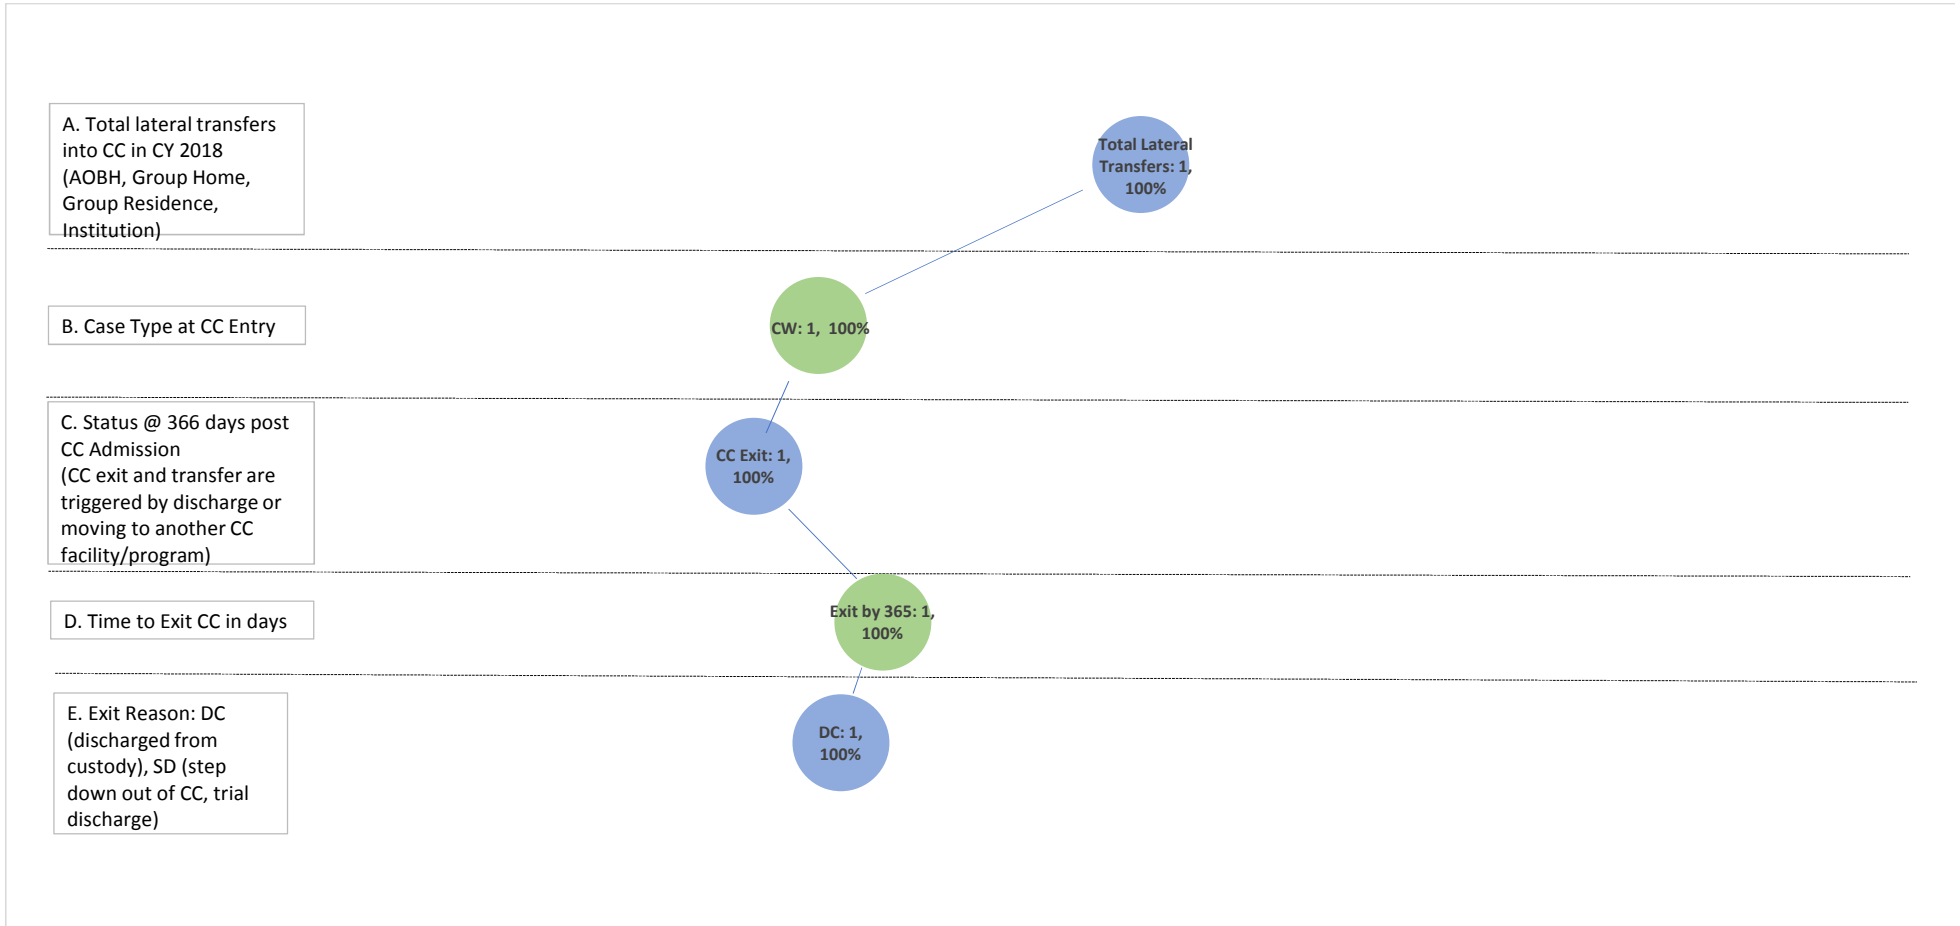 A. Total lateral transfers
into CC in CY 2018
(AOBH, Group Home,
Group Residence,
Institution)
Total Lateral
Transfers: 1,
100%
B. Case Type at CC Entry
CW: 1,  100%
C. Status @ 366 days post
CC Admission
(CC exit and transfer are
triggered by discharge or
moving to another CC
facility/program)
CC Exit: 1,
100%
D. Time to Exit CC in days
Exit by 365: 1,
100%
E. Exit Reason: DC
(discharged from
custody), SD (step
down out of CC, trial
discharge)
DC: 1,
100%